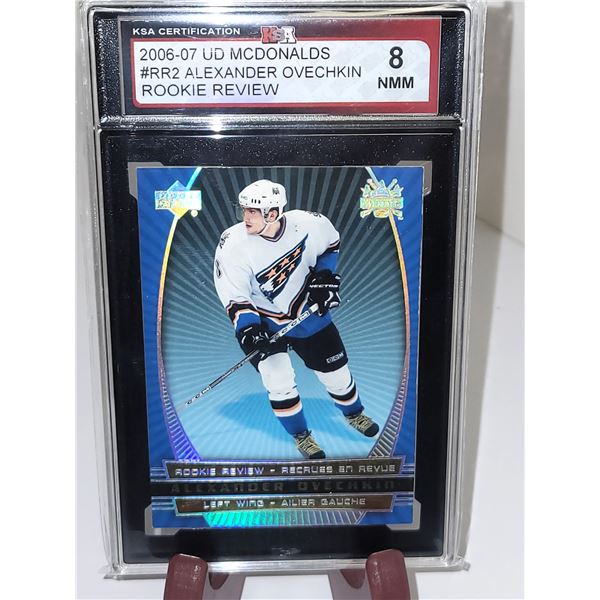 KSA CERTIFICATION
KSA
2006-07 UD MCDONALDS
#RR2 ALEXANDER OVECHKIN
ROOKIE REVIEW
8
NMM
ROOKIE REVIEW - RECRUES EN REVUE
ALEXANDER OVECHKIN
LEFT WING - AILIER GAUCHE